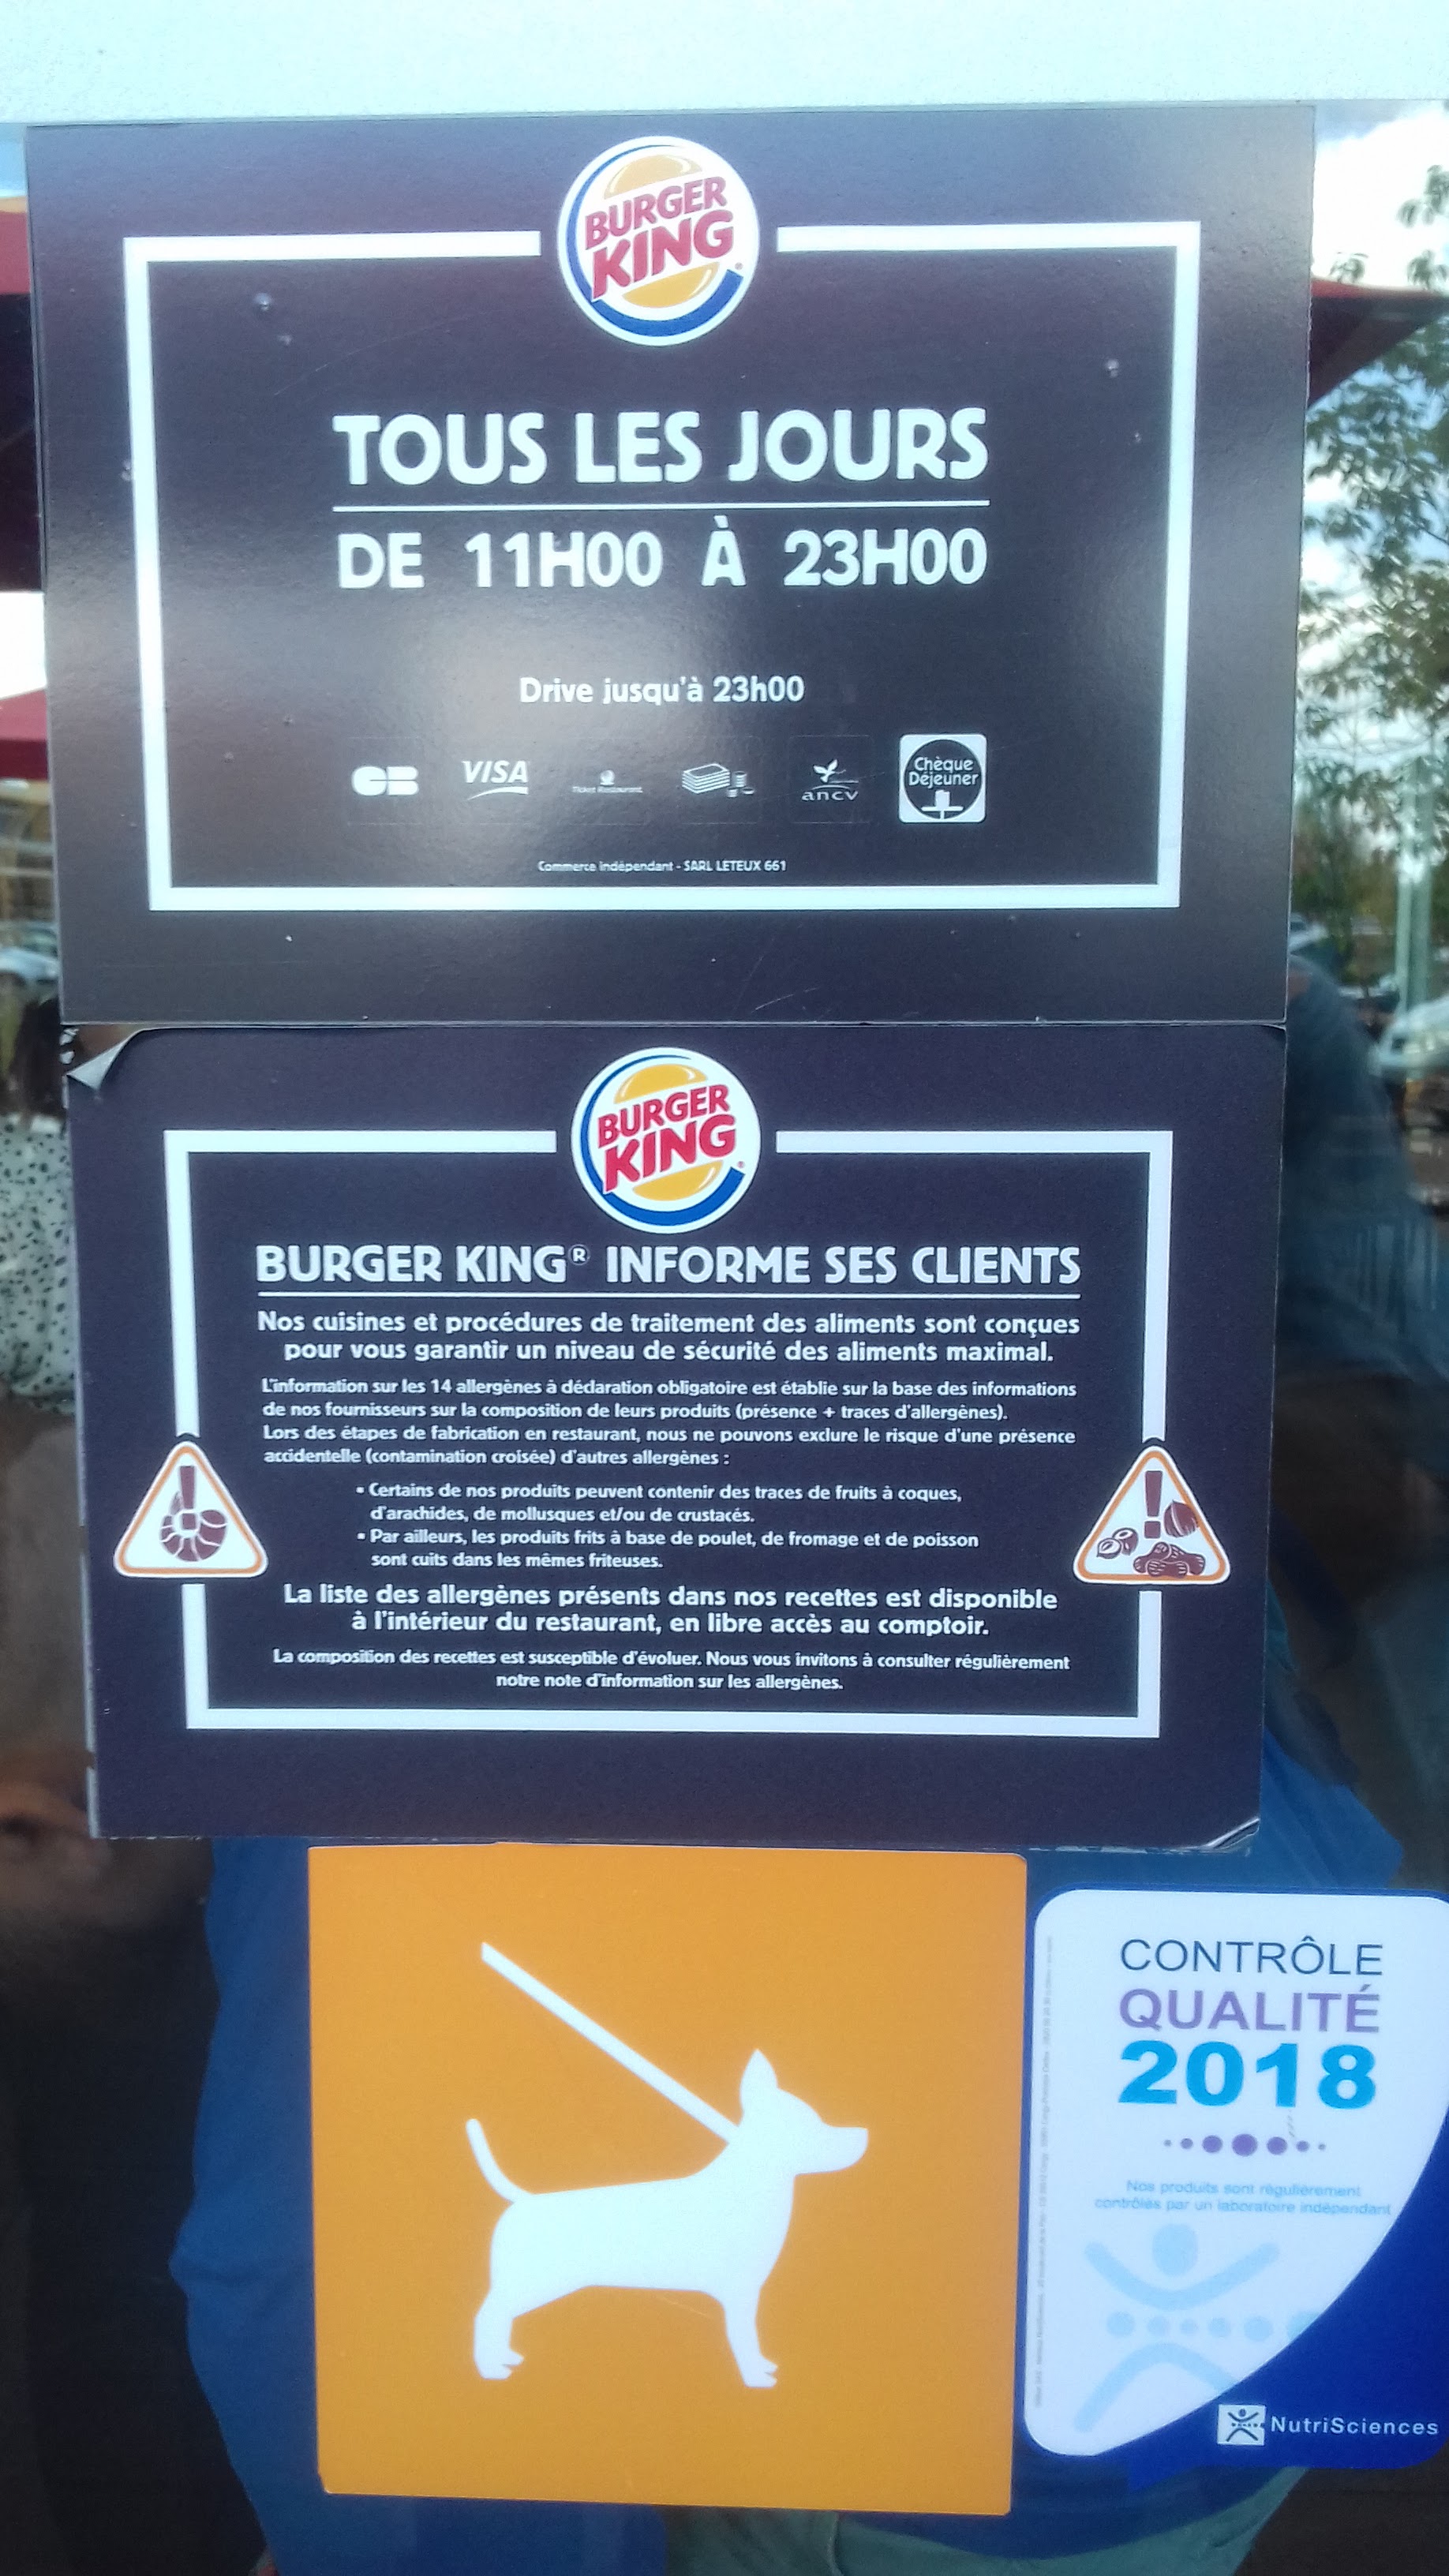 BURGER
KING
TOUS LES JOURS
DE 11H00 À 23H00
Drive jusqu'à 23h00
CB VISA Ticket Restaurant ancv Chèque
Déjeuner
Commerce indépendant - SARL LETEUX 661
BURGER
KING
BURGER KING® INFORME SES CLIENTS
Nos cuisines et procédures de traitement des aliments sont conçues
pour vous garantir un niveau de sécurité des aliments maximal.
L'information sur les 14 allergènes à déclaration obligatoire est établie sur la base des informations
de nos fournisseurs sur la composition de leurs produits (présence + traces d'allergènes).
Lors des étapes de fabrication en restaurant, nous ne pouvons exclure le risque d'une présence
accidentelle (contamination croisée) d'autres allergènes :
• Certains de nos produits peuvent contenir des traces de fruits à coques,
d'arachides, de mollusques et/ou de crustacés.
• Par ailleurs, les produits frits à base de poulet, de fromage et de poisson
sont cuits dans les mêmes friteuses.
La liste des allergènes présents dans nos recettes est disponible
à l'intérieur du restaurant, en libre accès au comptoir.
La composition des recettes est susceptible d'évoluer. Nous vous invitons à consulter régulièrement
notre note d'information sur les allergènes.
CONTRÔLE
QUALITÉ
2018
Nos produits sont régulièrement
contrôlés par un laboratoire indépendant
NutriSciences